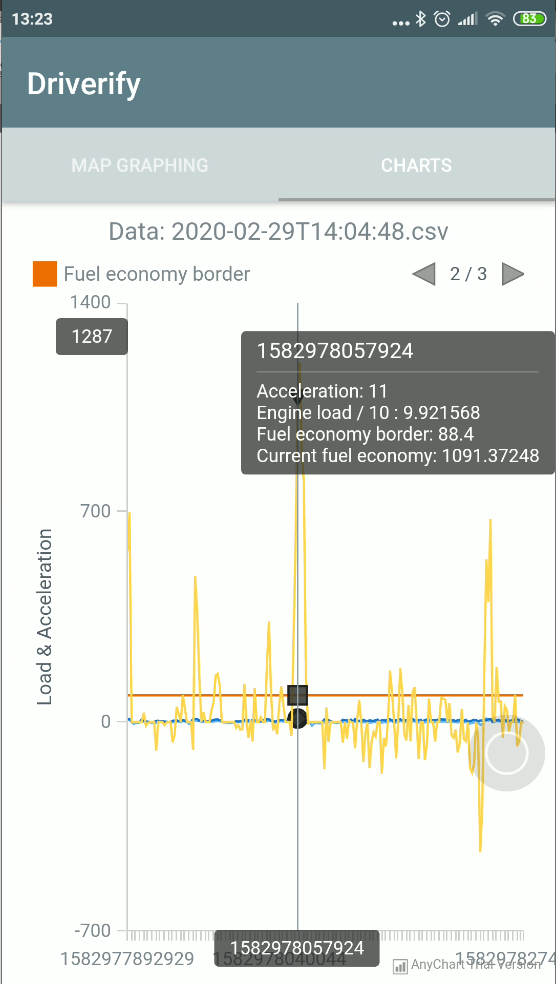 13:23
83
Driverify
MAP GRAPHING
CHARTS
Data: 2020-02-29T14:04:48.csv
Fuel economy border
2 / 3
1400
1287
1582978057924
Acceleration: 11
Engine load / 10 : 9.921568
Fuel economy border: 88.4
Current fuel economy: 1091.37248
700
Load & Acceleration
0
-700
1582977892929
1582978040044
1582978057924
1582978274
AnyChart Trial Version